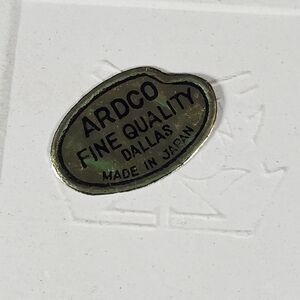 ARDCO
FINE QUALITY
DALLAS
MADE IN JAPAN